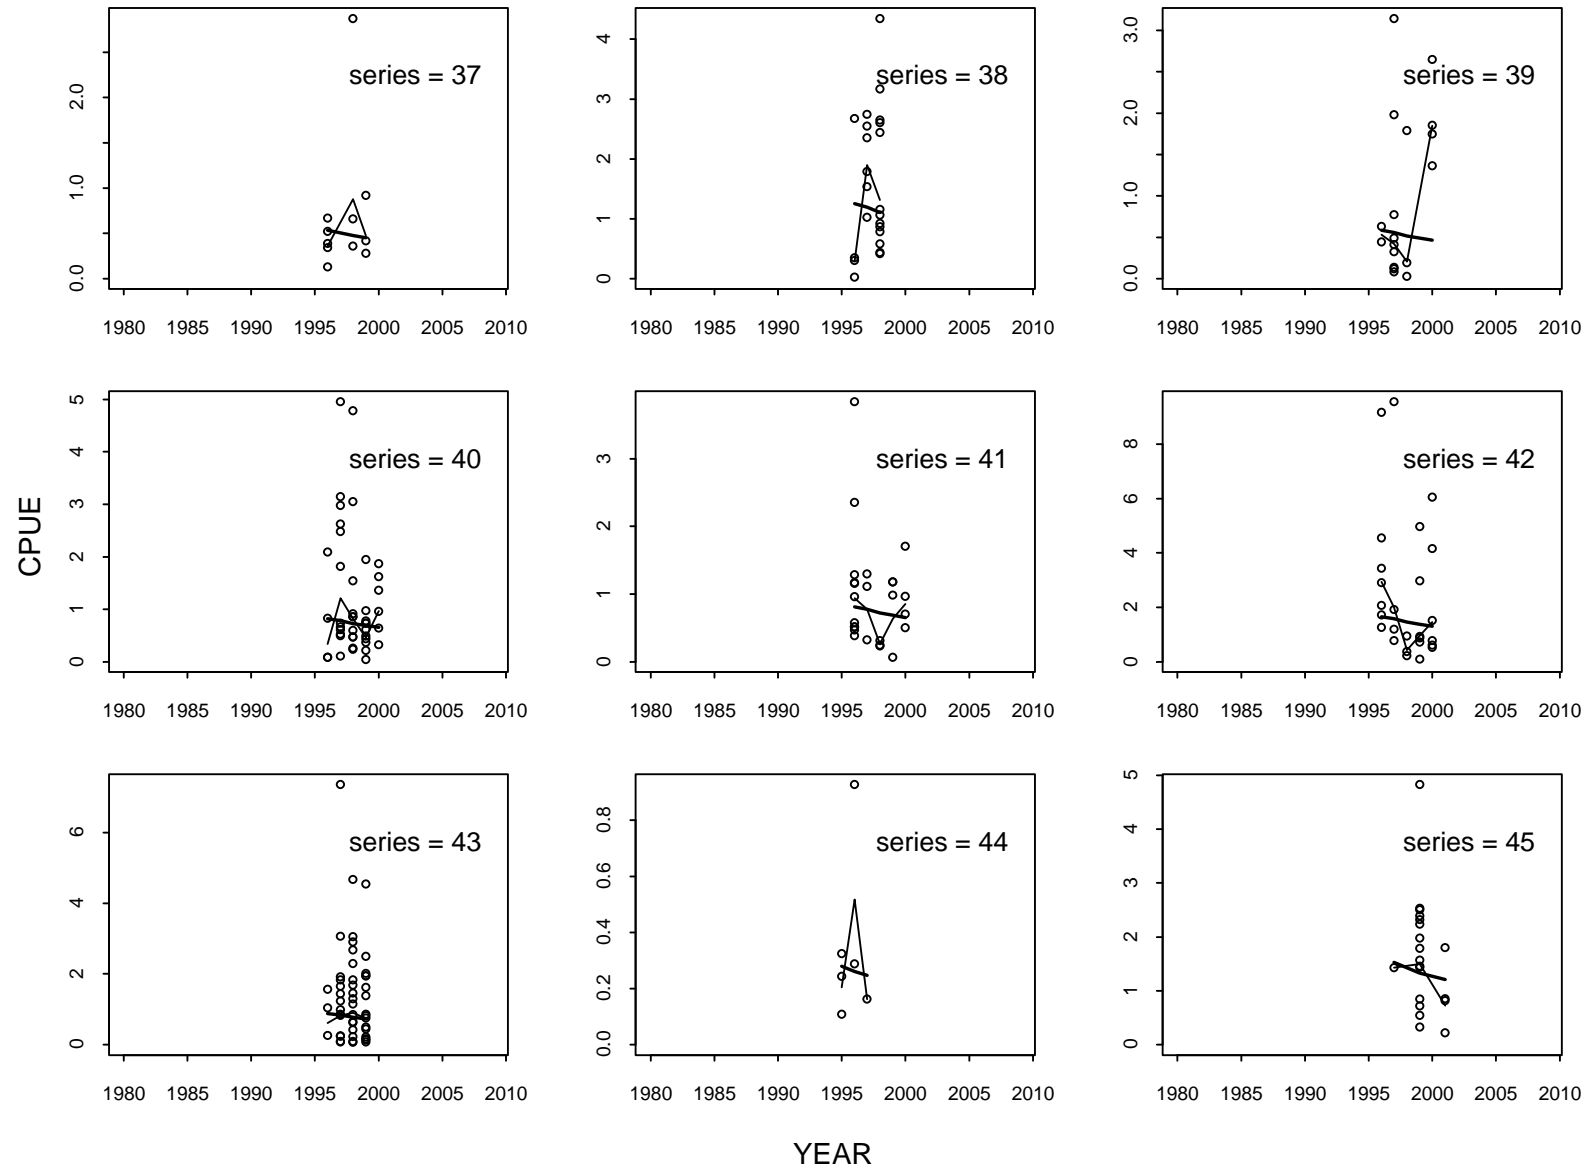 series = 37
0.0 1.0 2.0
1980 1985 1990 1995 2000 2005 2010
series = 38
0 1 2 3 4
1980 1985 1990 1995 2000 2005 2010
series = 39
0.0 1.0 2.0 3.0
1980 1985 1990 1995 2000 2005 2010
CPUE
series = 40
0 1 2 3 4 5
1980 1985 1990 1995 2000 2005 2010
series = 41
0 1 2 3
1980 1985 1990 1995 2000 2005 2010
series = 42
0 2 4 6 8
1980 1985 1990 1995 2000 2005 2010
series = 43
0 2 4 6
1980 1985 1990 1995 2000 2005 2010
series = 44
0.0 0.2 0.4 0.6 0.8
1980 1985 1990 1995 2000 2005 2010
series = 45
0 1 2 3 4 5
1980 1985 1990 1995 2000 2005 2010
YEAR